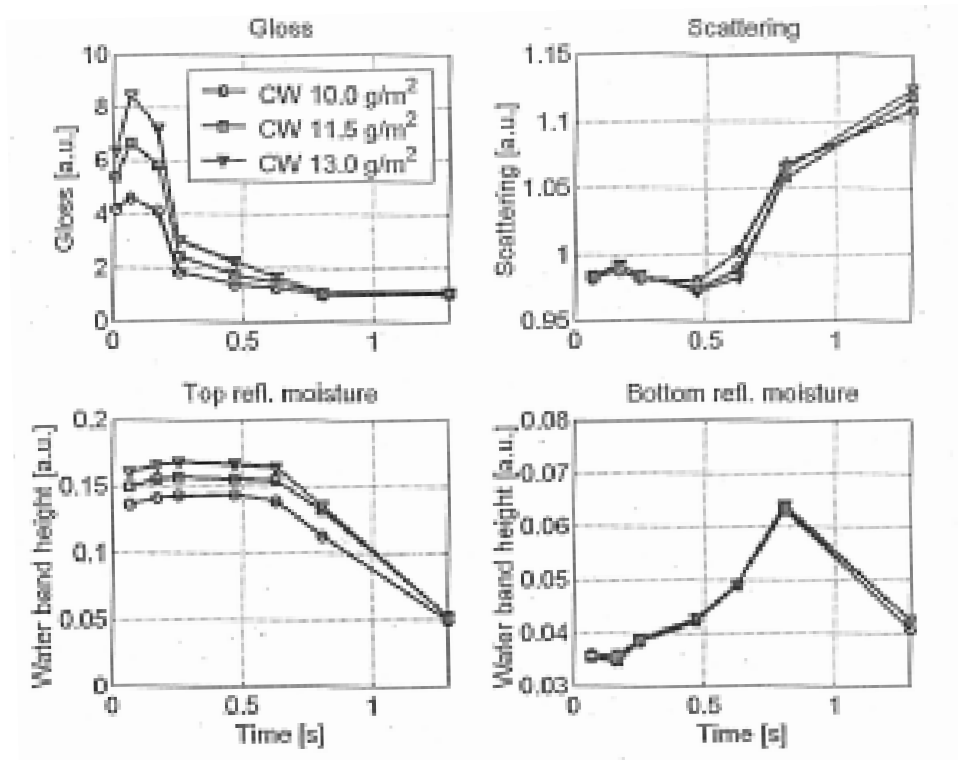 Gloss
Scattering
10
8
6
4
2
0
Gloss [a.u.]
CW 10.0 g/m²
CW 11.5 g/m²
CW 13.0 g/m²
0
0.5
1
1.15
1.1
1.05
1
0.95
Scattering [a.u.]
0
0.5
1
Top refl. moisture
Bottom refl. moisture
0.2
0.15
0.1
0.05
0
Water band height [a.u.]
0
0.5
1
Time [s]
0.08
0.07
0.06
0.05
0.04
0.03
Water band height [a.u.]
0
0.5
1
Time [s]